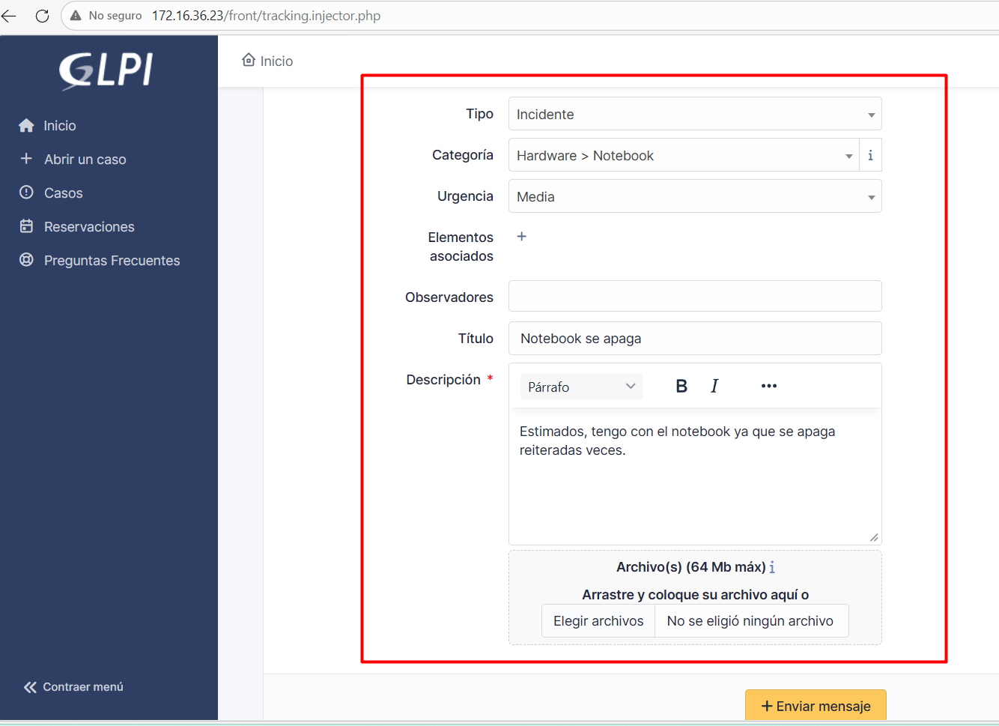 No seguro 172.16.36.23/front/tracking.injector.php
GLPI
Inicio
Abrir un caso
Casos
Reservaciones
Preguntas Frecuentes
Contraer menú
Inicio
Tipo
Incidente
Categoría
Hardware > Notebook
i
Urgencia
Media
Elementos
asociados
+
Observadores
Título
Notebook se apaga
Descripción *
Párrafo
B I ...
Estimados, tengo con el notebook ya que se apaga
reiteradas veces.
Archivo(s) (64 Mb máx) i
Arrastre y coloque su archivo aquí o
Elegir archivos No se eligió ningún archivo
+ Enviar mensaje